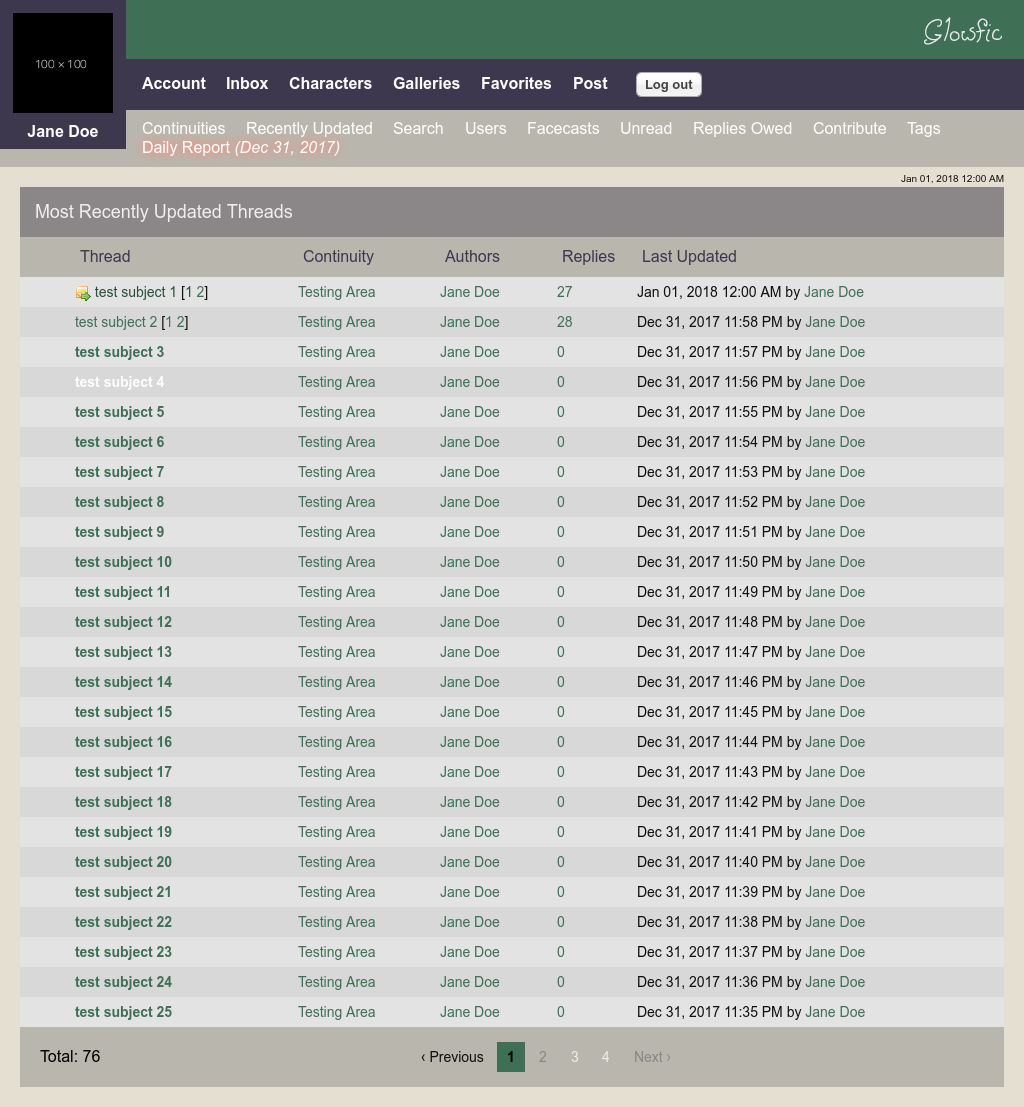 Glowfic
100 × 100
Account Inbox Characters Galleries Favorites Post Log out
Jane Doe
Continuities Recently Updated Search Users Facecasts Unread Replies Owed Contribute Tags
Daily Report (Dec 31, 2017)
Jan 01, 2018 12:00 AM
Most Recently Updated Threads
Thread Continuity Authors Replies Last Updated
test subject 1 [1 2] Testing Area Jane Doe 27 Jan 01, 2018 12:00 AM by Jane Doe
test subject 2 [1 2] Testing Area Jane Doe 28 Dec 31, 2017 11:58 PM by Jane Doe
test subject 3 Testing Area Jane Doe 0 Dec 31, 2017 11:57 PM by Jane Doe
test subject 4 Testing Area Jane Doe 0 Dec 31, 2017 11:56 PM by Jane Doe
test subject 5 Testing Area Jane Doe 0 Dec 31, 2017 11:55 PM by Jane Doe
test subject 6 Testing Area Jane Doe 0 Dec 31, 2017 11:54 PM by Jane Doe
test subject 7 Testing Area Jane Doe 0 Dec 31, 2017 11:53 PM by Jane Doe
test subject 8 Testing Area Jane Doe 0 Dec 31, 2017 11:52 PM by Jane Doe
test subject 9 Testing Area Jane Doe 0 Dec 31, 2017 11:51 PM by Jane Doe
test subject 10 Testing Area Jane Doe 0 Dec 31, 2017 11:50 PM by Jane Doe
test subject 11 Testing Area Jane Doe 0 Dec 31, 2017 11:49 PM by Jane Doe
test subject 12 Testing Area Jane Doe 0 Dec 31, 2017 11:48 PM by Jane Doe
test subject 13 Testing Area Jane Doe 0 Dec 31, 2017 11:47 PM by Jane Doe
test subject 14 Testing Area Jane Doe 0 Dec 31, 2017 11:46 PM by Jane Doe
test subject 15 Testing Area Jane Doe 0 Dec 31, 2017 11:45 PM by Jane Doe
test subject 16 Testing Area Jane Doe 0 Dec 31, 2017 11:44 PM by Jane Doe
test subject 17 Testing Area Jane Doe 0 Dec 31, 2017 11:43 PM by Jane Doe
test subject 18 Testing Area Jane Doe 0 Dec 31, 2017 11:42 PM by Jane Doe
test subject 19 Testing Area Jane Doe 0 Dec 31, 2017 11:41 PM by Jane Doe
test subject 20 Testing Area Jane Doe 0 Dec 31, 2017 11:40 PM by Jane Doe
test subject 21 Testing Area Jane Doe 0 Dec 31, 2017 11:39 PM by Jane Doe
test subject 22 Testing Area Jane Doe 0 Dec 31, 2017 11:38 PM by Jane Doe
test subject 23 Testing Area Jane Doe 0 Dec 31, 2017 11:37 PM by Jane Doe
test subject 24 Testing Area Jane Doe 0 Dec 31, 2017 11:36 PM by Jane Doe
test subject 25 Testing Area Jane Doe 0 Dec 31, 2017 11:35 PM by Jane Doe
Total: 76 ‹ Previous 1 2 3 4 Next ›